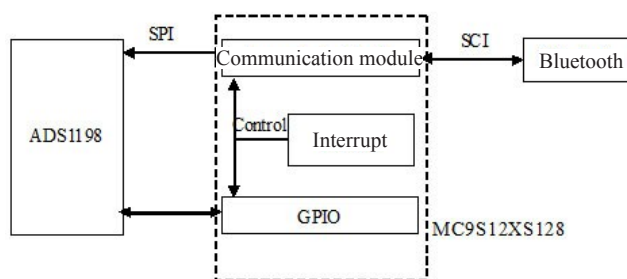 SPI
SCI
Communication module
Bluetooth
ADS1198
Control
Interrupt
GPIO
MC9S12XS128